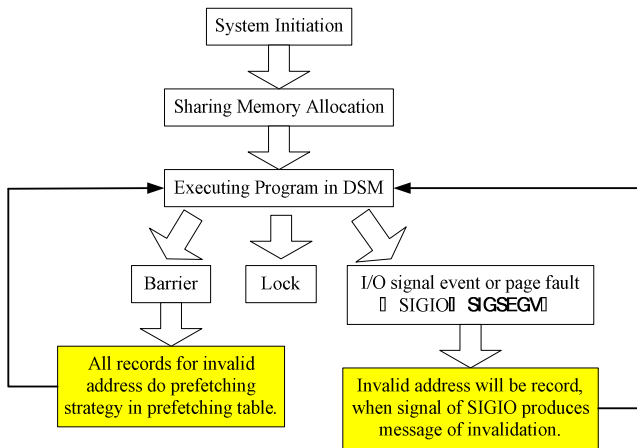 System Initiation
Sharing Memory Allocation
Executing Program in DSM
Barrier
Lock
I/O signal event or page fault
SIGIO SIGSEGV
All records for invalid
address do prefetching
strategy in prefetching table.
Invalid address will be record,
when signal of SIGIO produces
message of invalidation.